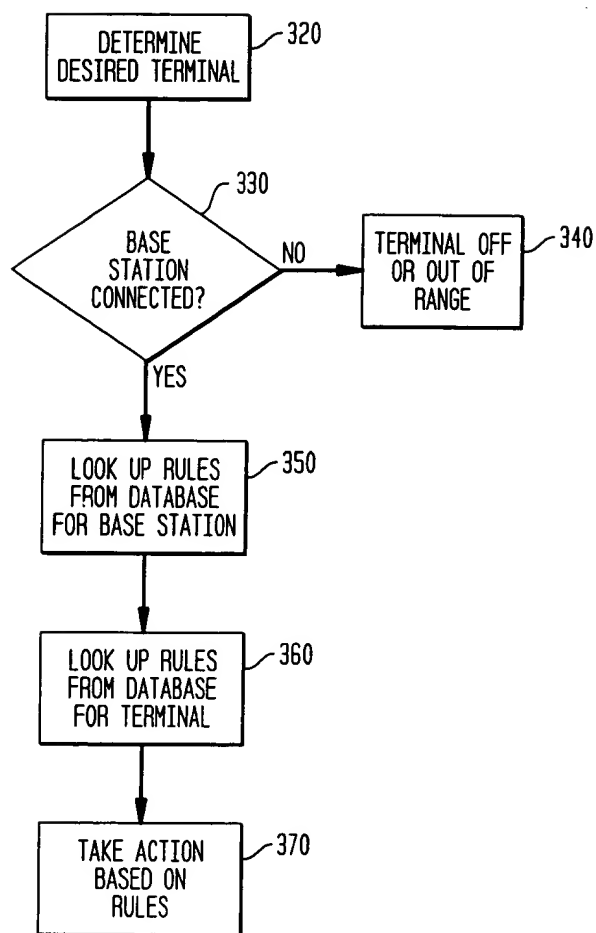 DETERMINE
DESIRED TERMINAL
320
330
BASE
STATION
CONNECTED?
NO
TERMINAL OFF
OR OUT OF
RANGE
340
YES
LOOK UP RULES
FROM DATABASE
FOR BASE STATION
350
LOOK UP RULES
FROM DATABASE
FOR TERMINAL
360
TAKE ACTION
BASED ON
RULES
370